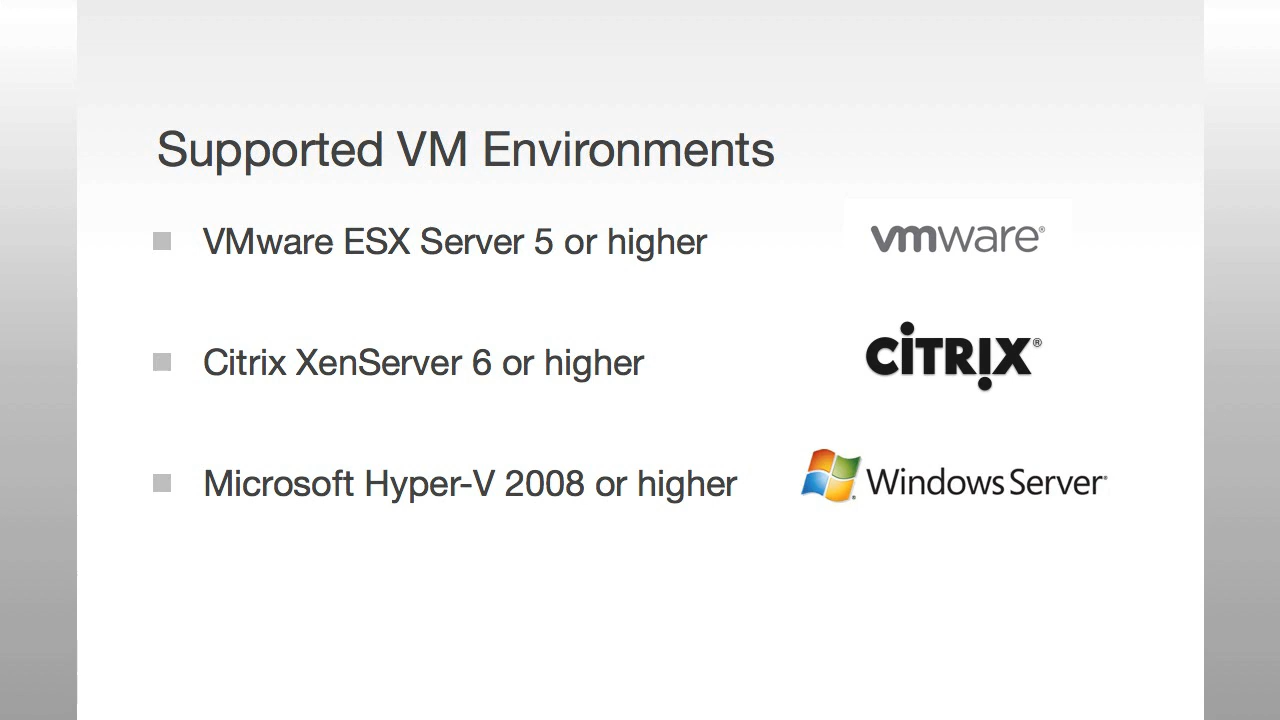 Supported VM Environments
VMware ESX Server 5 or higher
vmware®
Citrix XenServer 6 or higher
CiTRIX®
Microsoft Hyper-V 2008 or higher
Windows Server®